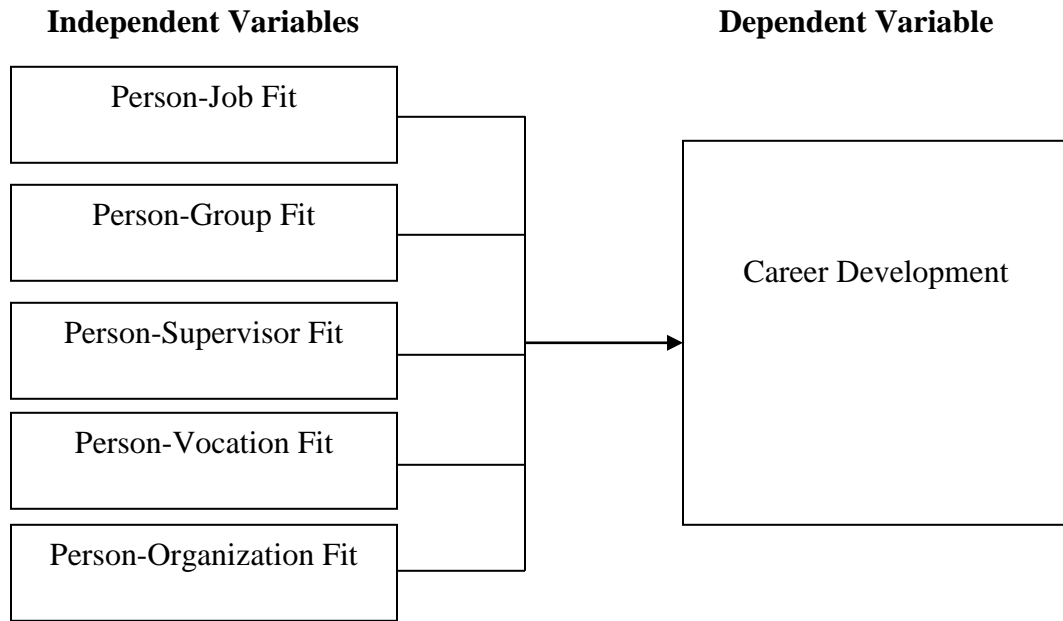 Independent Variables
Dependent Variable
Person-Job Fit
Person-Group Fit
Person-Supervisor Fit
Person-Vocation Fit
Person-Organization Fit
Career Development